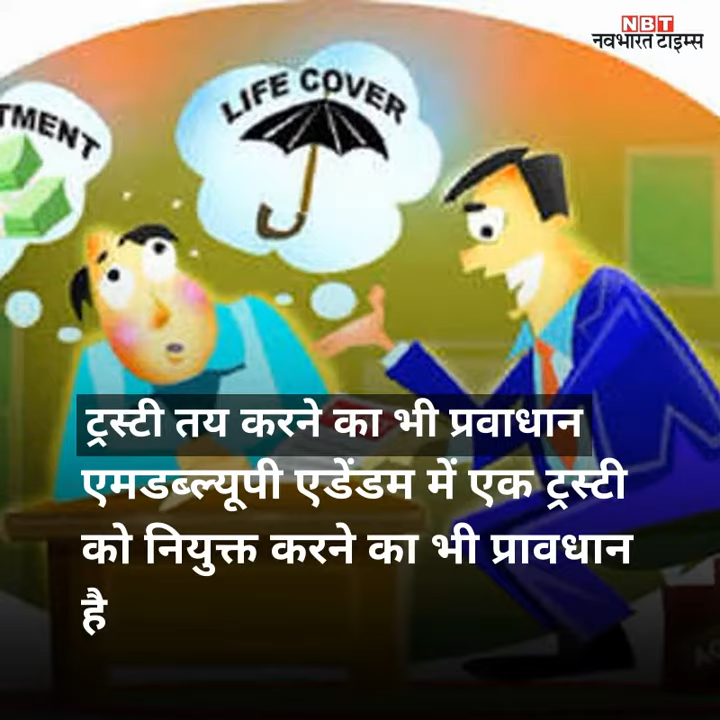 NBT
नवभारत टाइम्स
TMENT
LIFE COVER
ट्रस्टी तय करने का भी प्रवाधान
एमडब्ल्यूपी एडेंडम में एक ट्रस्टी
को नियुक्त करने का भी प्रावधान
है